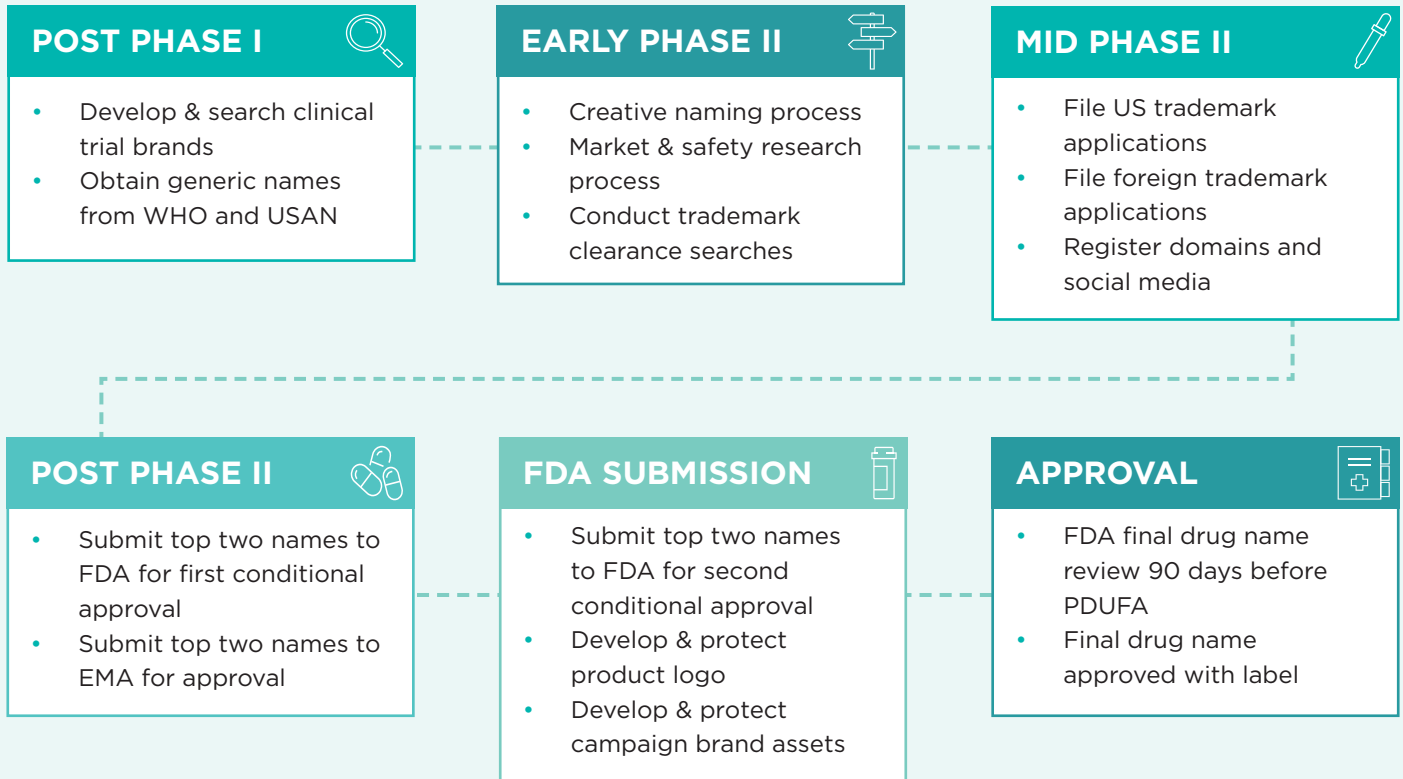 POST PHASE I
• Develop & search clinical
trial brands
• Obtain generic names
from WHO and USAN
EARLY PHASE II
• Creative naming process
• Market & safety research
process
• Conduct trademark
clearance searches
MID PHASE II
• File US trademark
applications
• File foreign trademark
applications
• Register domains and
social media
POST PHASE II
• Submit top two names to
FDA for first conditional
approval
• Submit top two names to
EMA for approval
FDA SUBMISSION
• Submit top two names
to FDA for second
conditional approval
• Develop & protect
product logo
• Develop & protect
campaign brand assets
APPROVAL
• FDA final drug name
review 90 days before
PDUFA
• Final drug name
approved with label